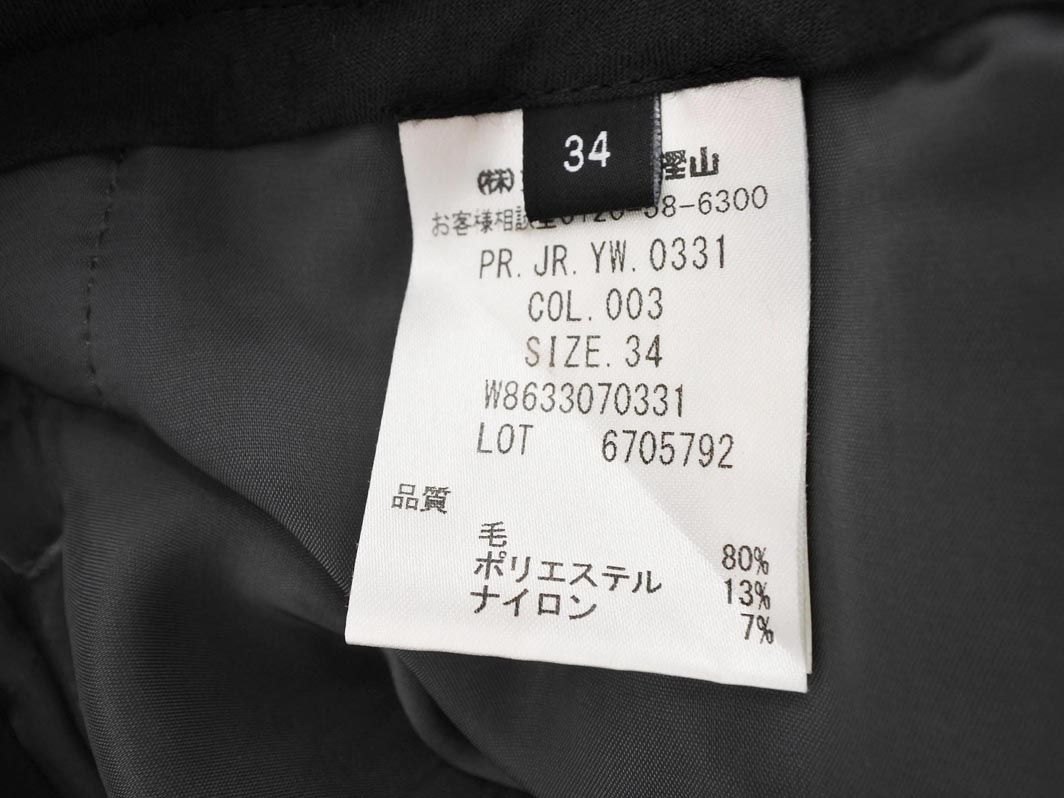 34
(株) 樫山
お客様相談室0120-58-6300
PR. JR. YW. 0331
COL. 003
SIZE. 34
W8633070331
LOT 6705792
品質
毛 80%
ポリエステル 13%
ナイロン 7%